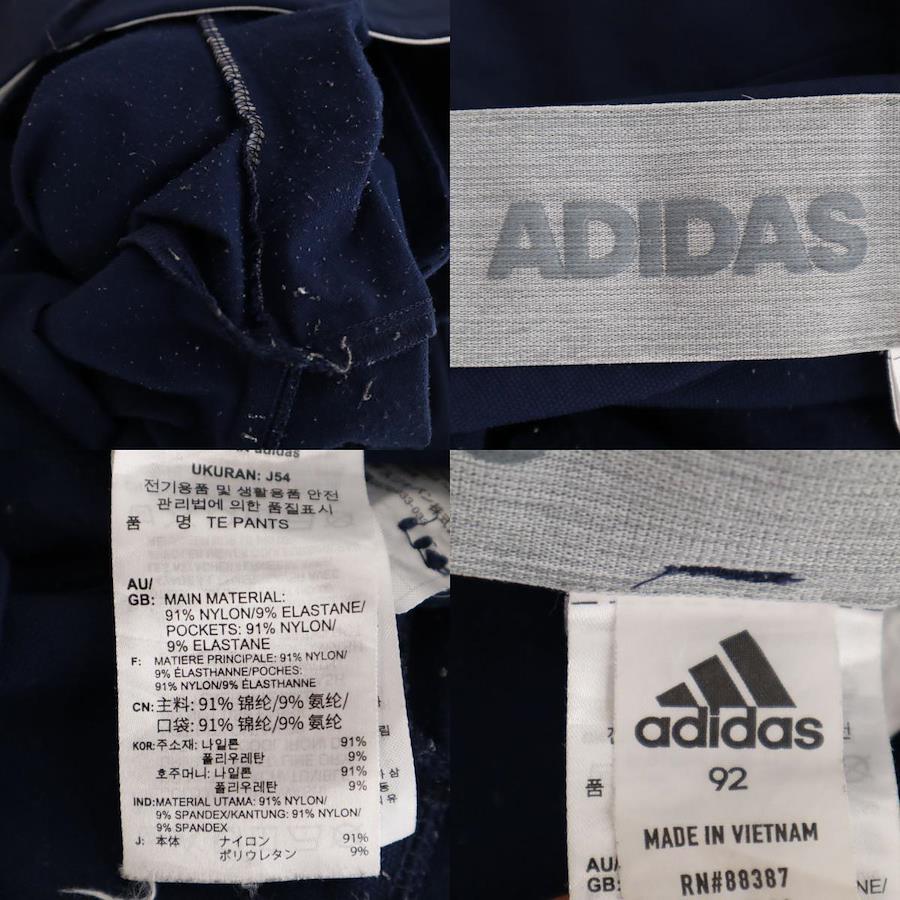 ADIDAS
adidas
UKURAN: J54
전기용품 및 생활용품 안전
관리법에 의한 품질표시
품 명 TE PANTS
AU/
GB: MAIN MATERIAL:
91% NYLON/9% ELASTANE/
POCKETS: 91% NYLON/
9% ELASTANE
F: MATIERE PRINCIPALE: 91% NYLON/
9% ÉLASTHANNE/POCHES:
91% NYLON/9% ÉLASTHANNE
CN: 主料: 91% 锦纶/9% 氨纶/
口袋: 91% 锦纶/9% 氨纶
KOR: 주소재: 나일론 91%
폴리우레탄 9%
호주머니: 나일론 91%
폴리우레탄 9%
IND: MATERIAL UTAMA: 91% NYLON/
9% SPANDEX/KANTUNG: 91% NYLON/
9% SPANDEX
J: 本体 ナイロン 91%
ポリウレタン 9%
adidas
92
MADE IN VIETNAM
RN#88387
품
AU/
GB: